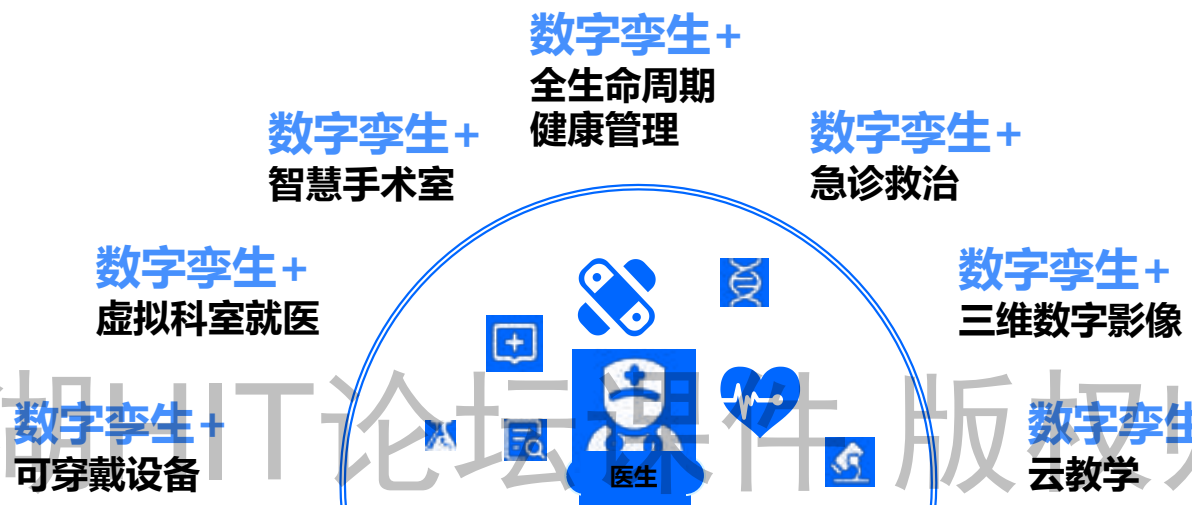 数字孪生+
全生命周期
健康管理
数字孪生+
智慧手术室
数字孪生+
急诊救治
数字孪生+
虚拟科室就医
数字孪生+
三维数字影像
数字孪生+
可穿戴设备
数字孪生
云教学
医生
湖HIT论坛课件 版权